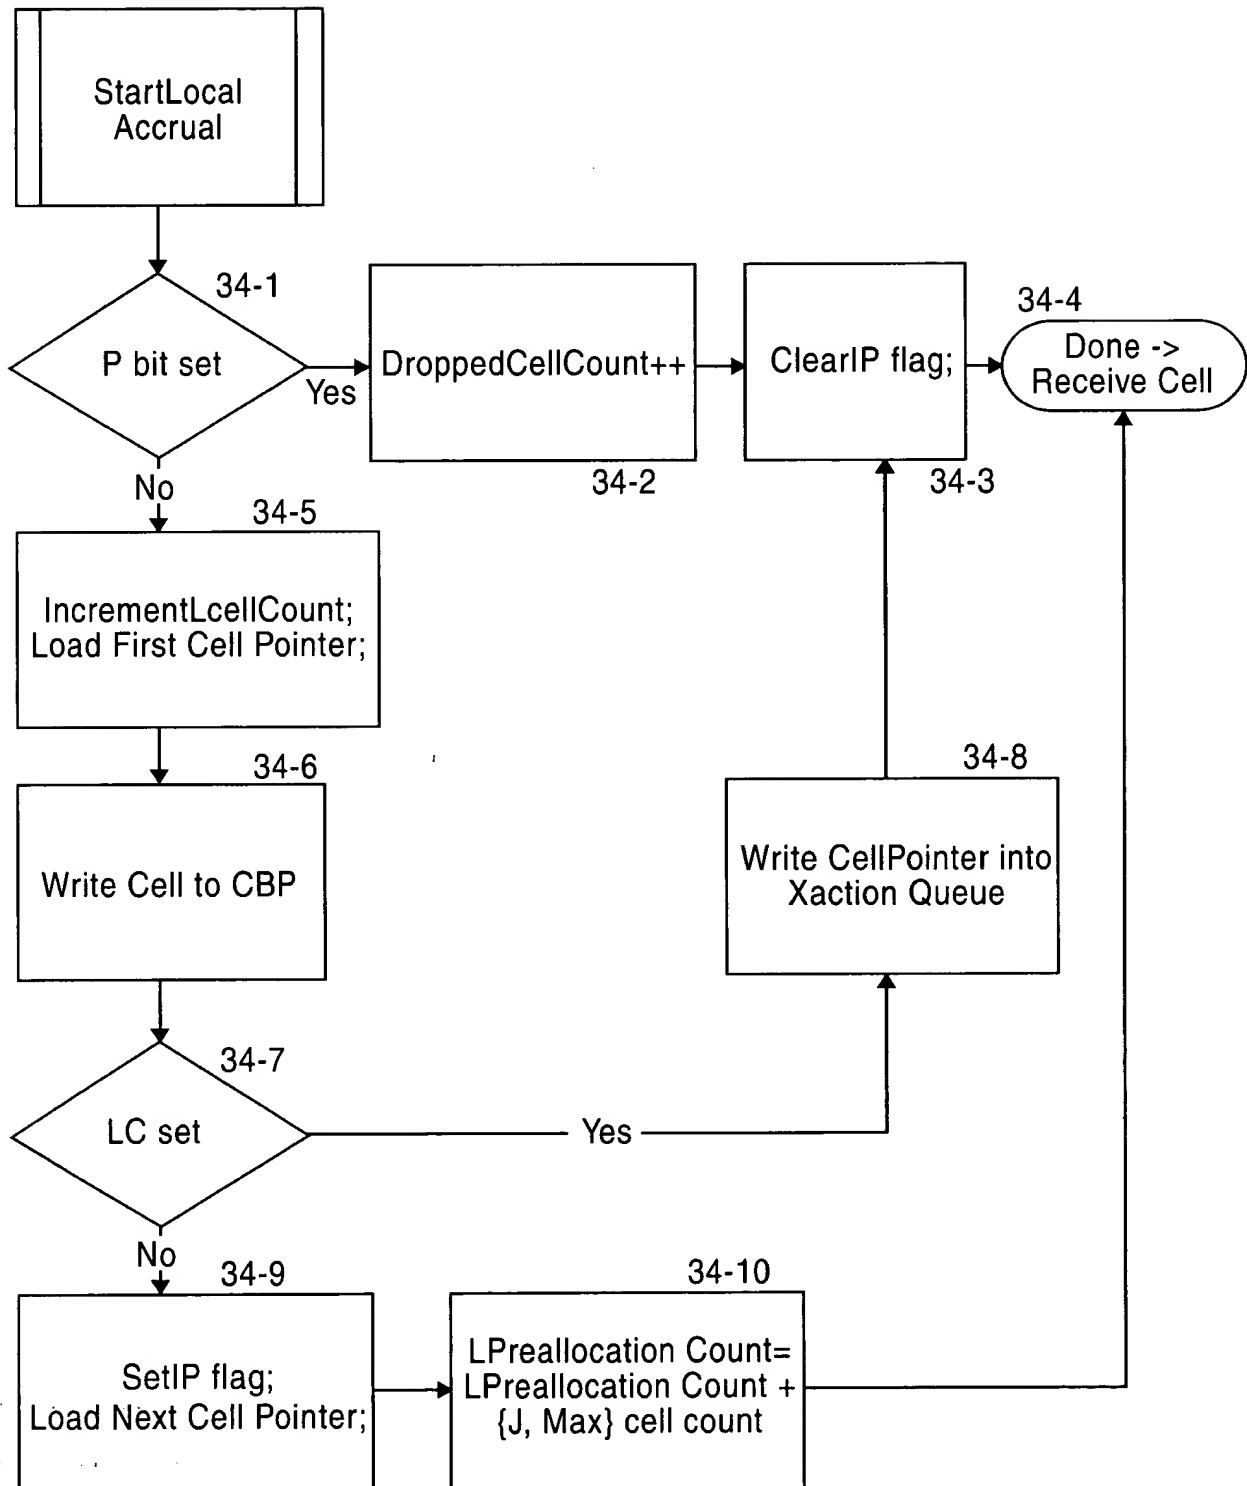 StartLocal
Accrual
34-1
P bit set
Yes
No
DroppedCellCount++
34-2
ClearIP flag;
34-3
34-4
Done ->
Receive Cell
34-5
IncrementLcellCount;
Load First Cell Pointer;
34-6
Write Cell to CBP
34-7
LC set
Yes
No
34-8
Write CellPointer into
Xaction Queue
34-9
SetIP flag;
Load Next Cell Pointer;
34-10
LPreallocation Count=
LPreallocation Count +
{J, Max} cell count